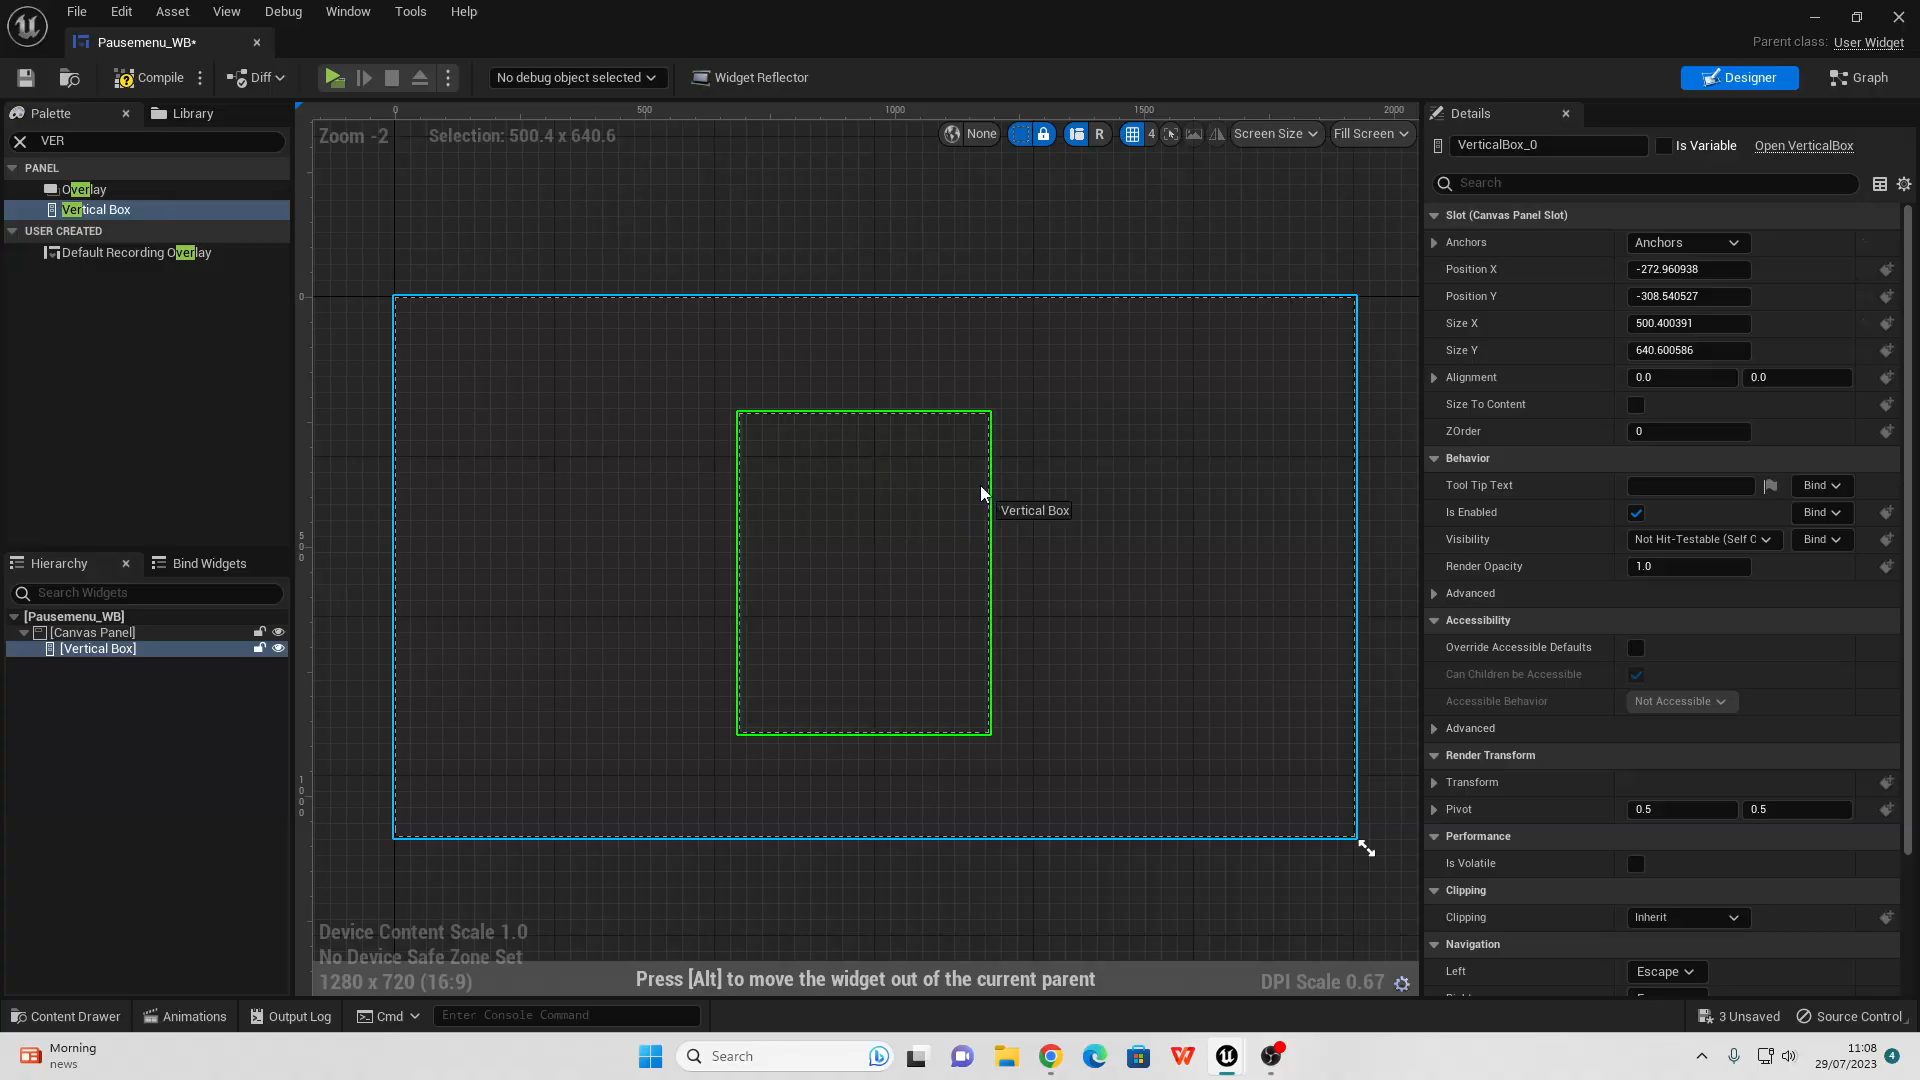 File Edit Asset View Debug Window Tools Help
Pausemenu_WB*
Parent class: User Widget
Compile
Diff
No debug object selected
Widget Reflector
Designer
Graph
Palette
Library
VER
PANEL
Overlay
Vertical Box
USER CREATED
Default Recording Overlay
Hierarchy
Bind Widgets
Search Widgets
[Pausemenu_WB]
[Canvas Panel]
[Vertical Box]
0 500 1000 1500 2000
Zoom -2
Selection: 500.4 x 640.6
None
R
4
Screen Size
Fill Screen
0
500
1000
Vertical Box
Device Content Scale 1.0
No Device Safe Zone Set
1280 x 720 (16:9)
Press [Alt] to move the widget out of the current parent
DPI Scale 0.67
Details
VerticalBox_0
Is Variable
Open VerticalBox
Search
Slot (Canvas Panel Slot)
Anchors Anchors
Position X -272.960938
Position Y -308.540527
Size X 500.400391
Size Y 640.600586
Alignment 0.0 0.0
Size To Content
ZOrder 0
Behavior
Tool Tip Text Bind
Is Enabled Bind
Visibility Not Hit-Testable (Self C Bind
Render Opacity 1.0
Advanced
Accessibility
Override Accessible Defaults
Can Children be Accessible
Accessible Behavior Not Accessible
Advanced
Render Transform
Transform
Pivot 0.5 0.5
Performance
Is Volatile
Clipping
Clipping Inherit
Navigation
Left Escape
Content Drawer
Animations
Output Log
Cmd
Enter Console Command
3 Unsaved
Source Control
Morning
news
Search
11:08
29/07/2023
4